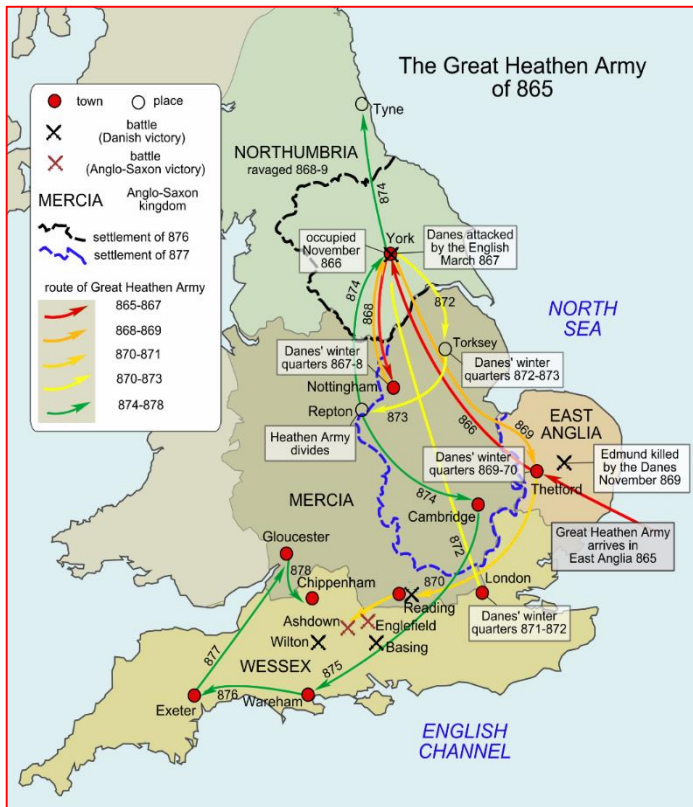 The Great Heathen Army
of 865
town
place
battle
(Danish victory)
battle
(Anglo-Saxon victory)
MERCIA
Anglo-Saxon
kingdom
settlement of 876
settlement of 877
route of Great Heathen Army
865-867
868-869
870-871
870-873
874-878
Tyne
NORTHUMBRIA
ravaged 868-9
874
occupied
November
866
York
Danes attacked
by the English
March 867
874
868
872
NORTH
SEA
Torksey
Danes' winter
quarters 867-8
Danes' winter
quarters 872-873
Nottingham
Repton
873
866
869
EAST
ANGLIA
Heathen Army
divides
Danes' winter
quarters 869-70
Edmund killed
by the Danes
November 869
Thetford
MERCIA
874
Cambridge
Great Heathen Army
arrives in
East Anglia 865
Gloucester
872
878
Chippenham
870
London
Reading
Danes' winter
quarters 871-872
Ashdown
Englefield
Wilton
Basing
WESSEX
877
875
876
Exeter
Wareham
ENGLISH
CHANNEL